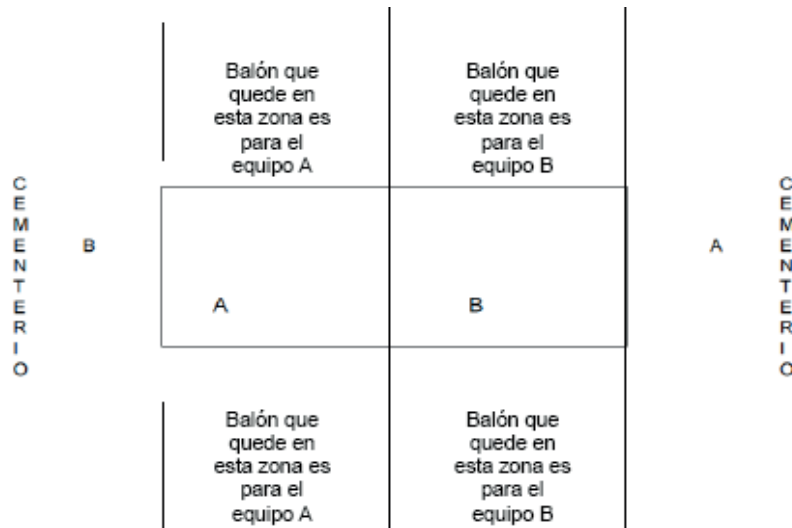 Balón que
quede en
esta zona es
para el
equipo A
Balón que
quede en
esta zona es
para el
equipo B
CEMENTERIO
B
A
B
A
CEMENTERIO
Balón que
quede en
esta zona es
para el
equipo A
Balón que
quede en
esta zona es
para el
equipo B